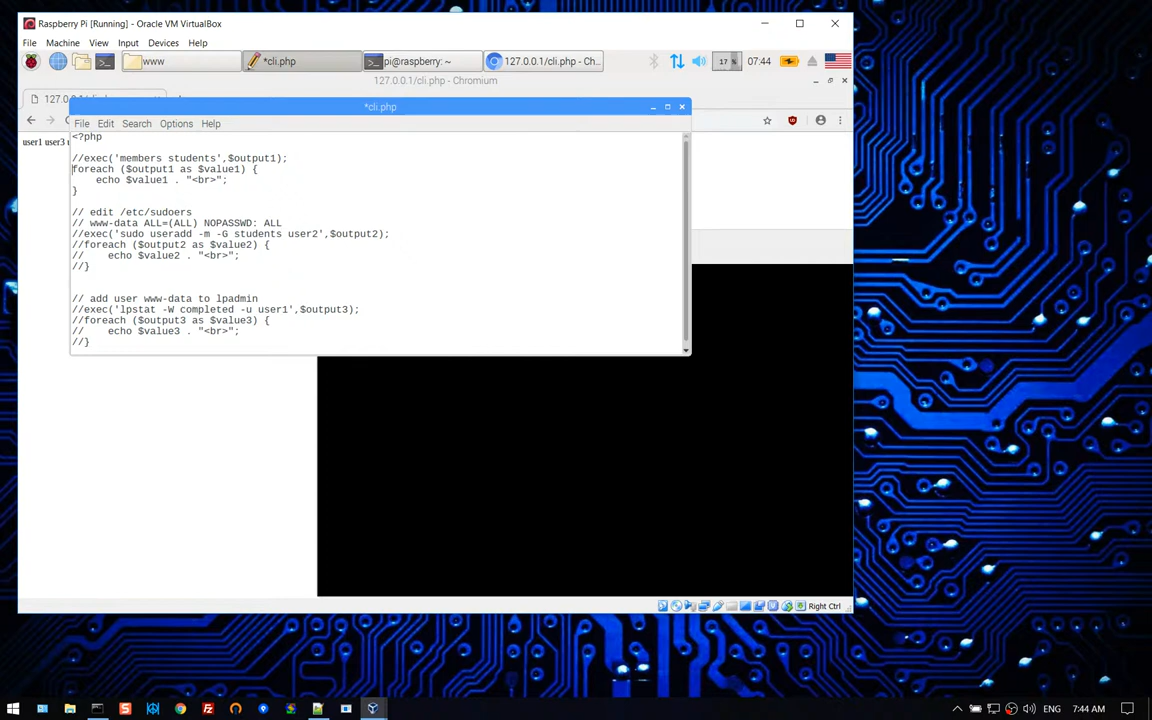 Raspberry Pi [Running] - Oracle VM VirtualBox
File Machine View Input Devices Help
www
*cli.php
pi@raspberry: ~
127.0.0.1/cli.php - Ch...
17 %
07:44
127.0.0.1/cli.php - Chromium
127.0.
*cli.php
File Edit Search Options Help
user1 user3
<?php
//exec('members students',$output1);
foreach ($output1 as $value1) {
echo $value1 . "<br>";
}
// edit /etc/sudoers
// www-data ALL=(ALL) NOPASSWD: ALL
//exec('sudo useradd -m -G students user2',$output2);
//foreach ($output2 as $value2) {
// echo $value2 . "<br>";
//}
// add user www-data to lpadmin
//exec('lpstat -W completed -u user1',$output3);
//foreach ($output3 as $value3) {
// echo $value3 . "<br>";
//}
Right Ctrl
ENG
7:44 AM